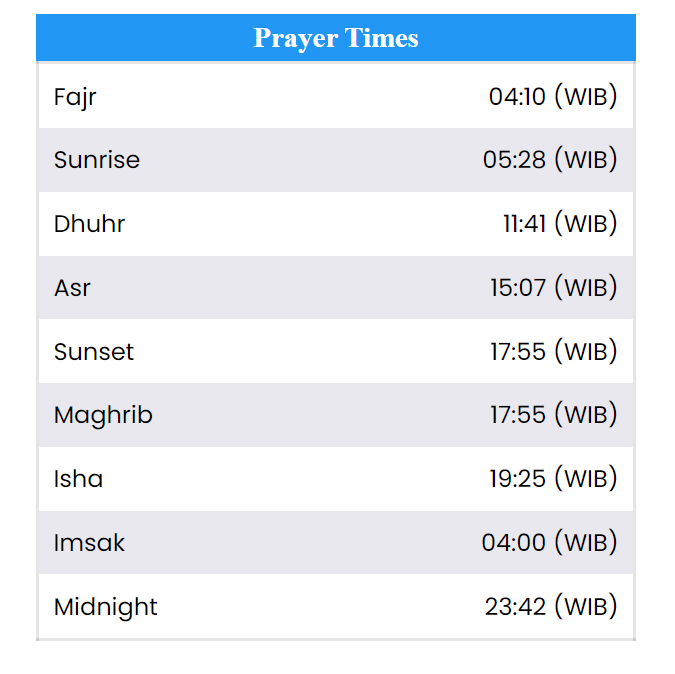 Prayer Times
Fajr 04:10 (WIB)
Sunrise 05:28 (WIB)
Dhuhr 11:41 (WIB)
Asr 15:07 (WIB)
Sunset 17:55 (WIB)
Maghrib 17:55 (WIB)
Isha 19:25 (WIB)
Imsak 04:00 (WIB)
Midnight 23:42 (WIB)